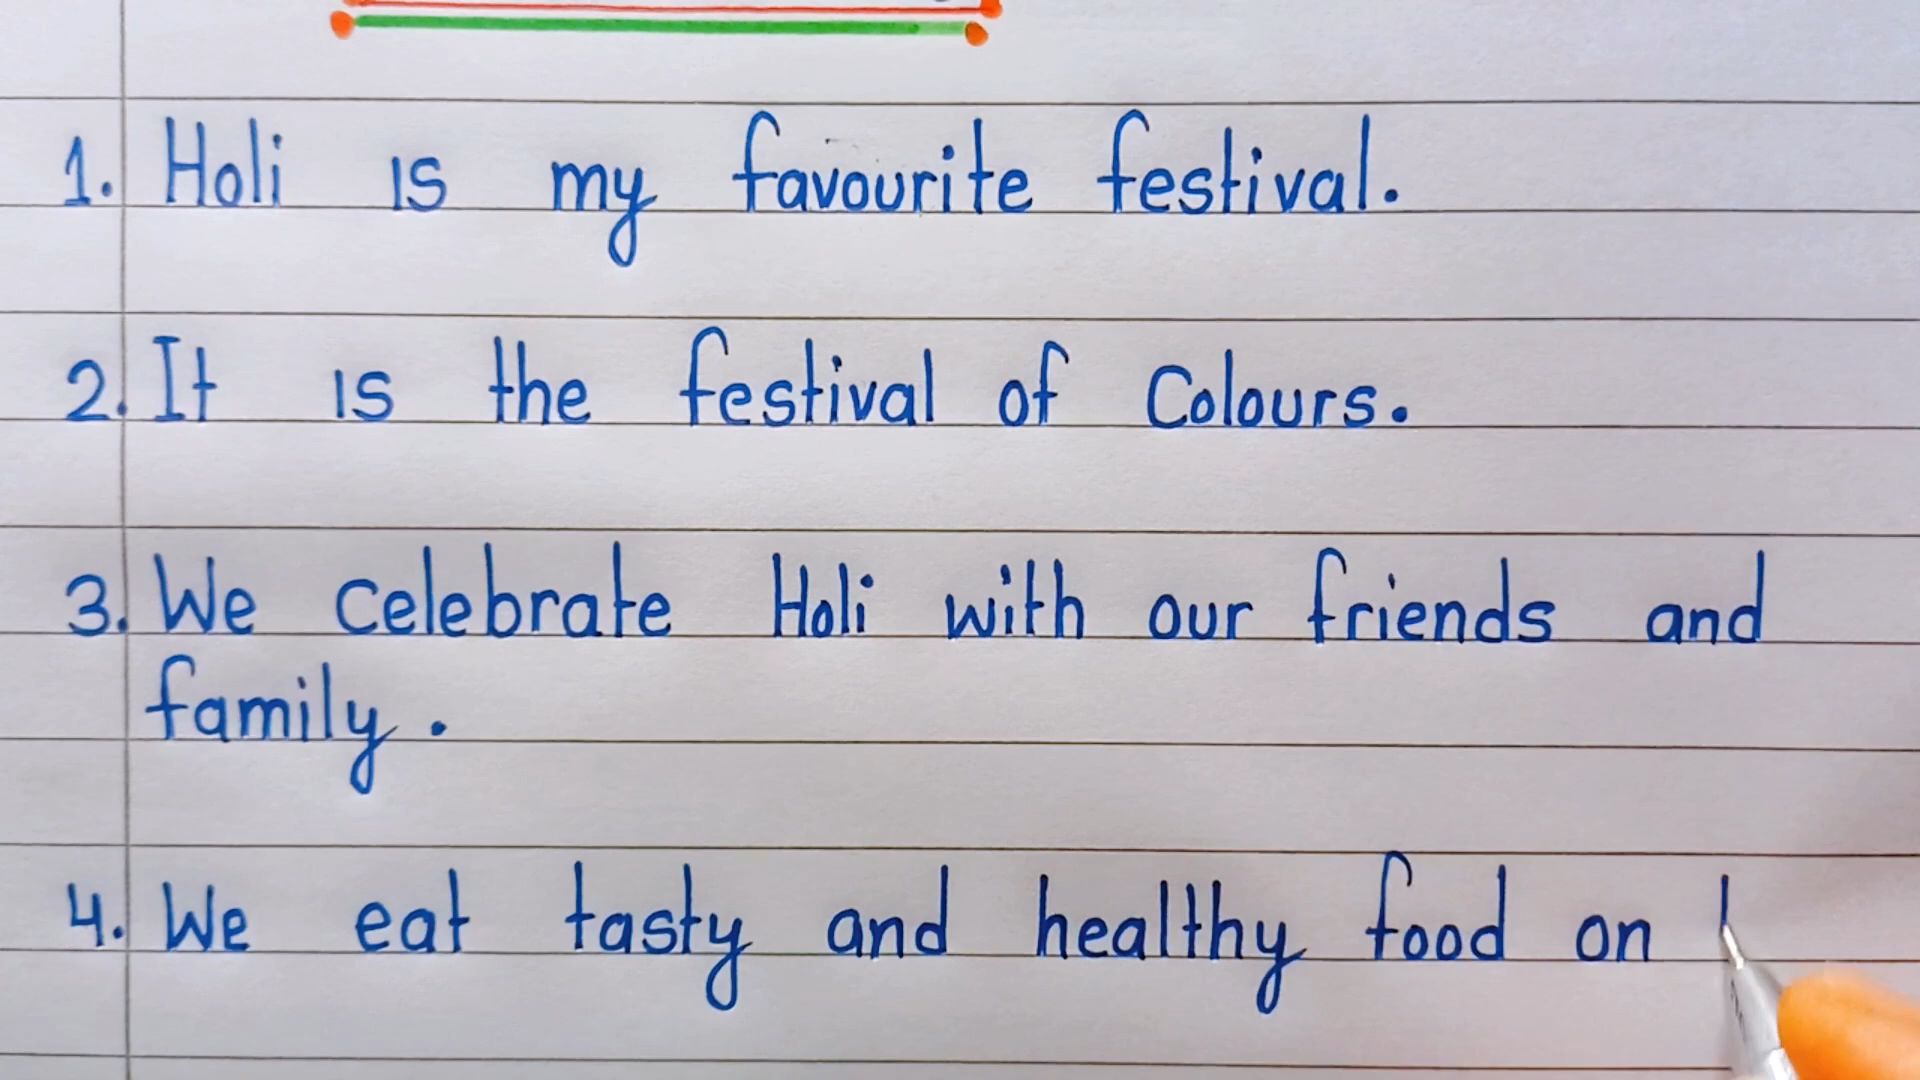 1. Holi is my favourite festival.
2. It is the festival of Colours.
3. We celebrate Holi with our friends and
family.
4. We eat tasty and healthy food on